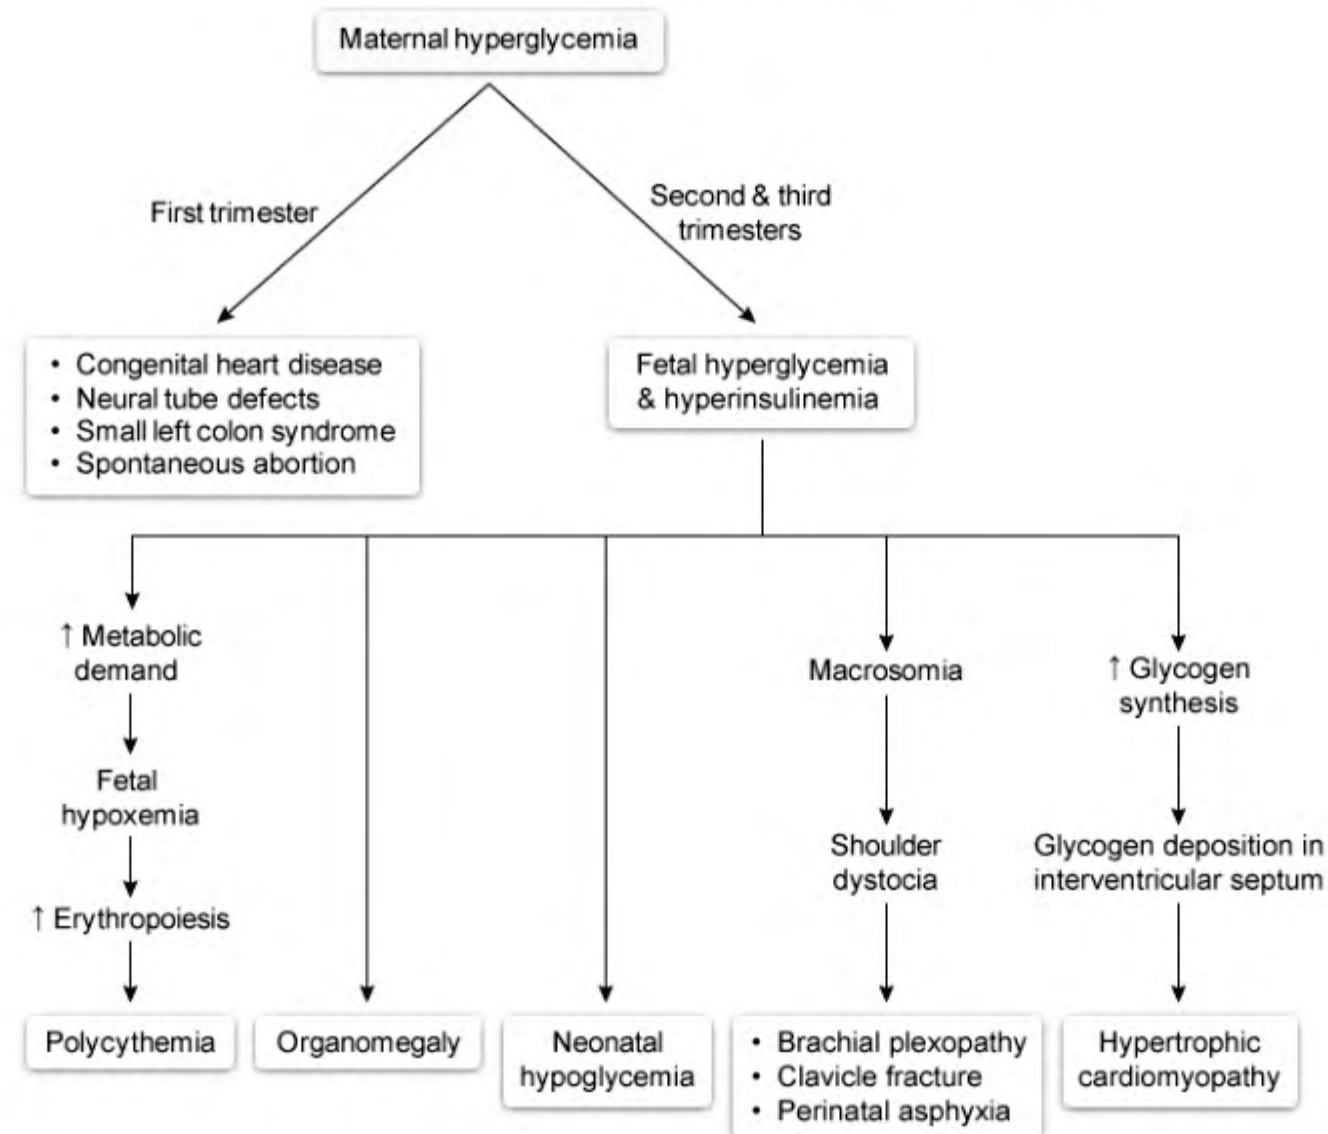 Maternal hyperglycemia
First trimester
Second & third
trimesters
• Congenital heart disease
• Neural tube defects
• Small left colon syndrome
• Spontaneous abortion
Fetal hyperglycemia
& hyperinsulinemia
↑ Metabolic
demand
Fetal
hypoxemia
↑ Erythropoiesis
Polycythemia
Organomegaly
Neonatal
hypoglycemia
Macrosomia
Shoulder
dystocia
• Brachial plexopathy
• Clavicle fracture
• Perinatal asphyxia
↑ Glycogen
synthesis
Glycogen deposition in
interventricular septum
Hypertrophic
cardiomyopathy